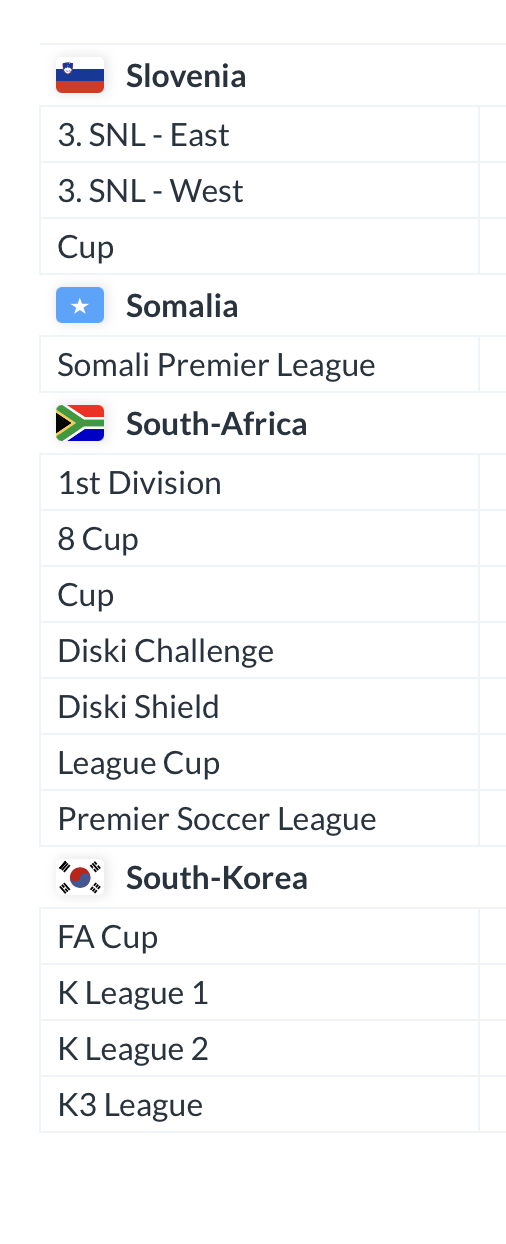 Slovenia
3. SNL - East
3. SNL - West
Cup
Somalia
Somali Premier League
South-Africa
1st Division
8 Cup
Cup
Diski Challenge
Diski Shield
League Cup
Premier Soccer League
South-Korea
FA Cup
K League 1
K League 2
K3 League